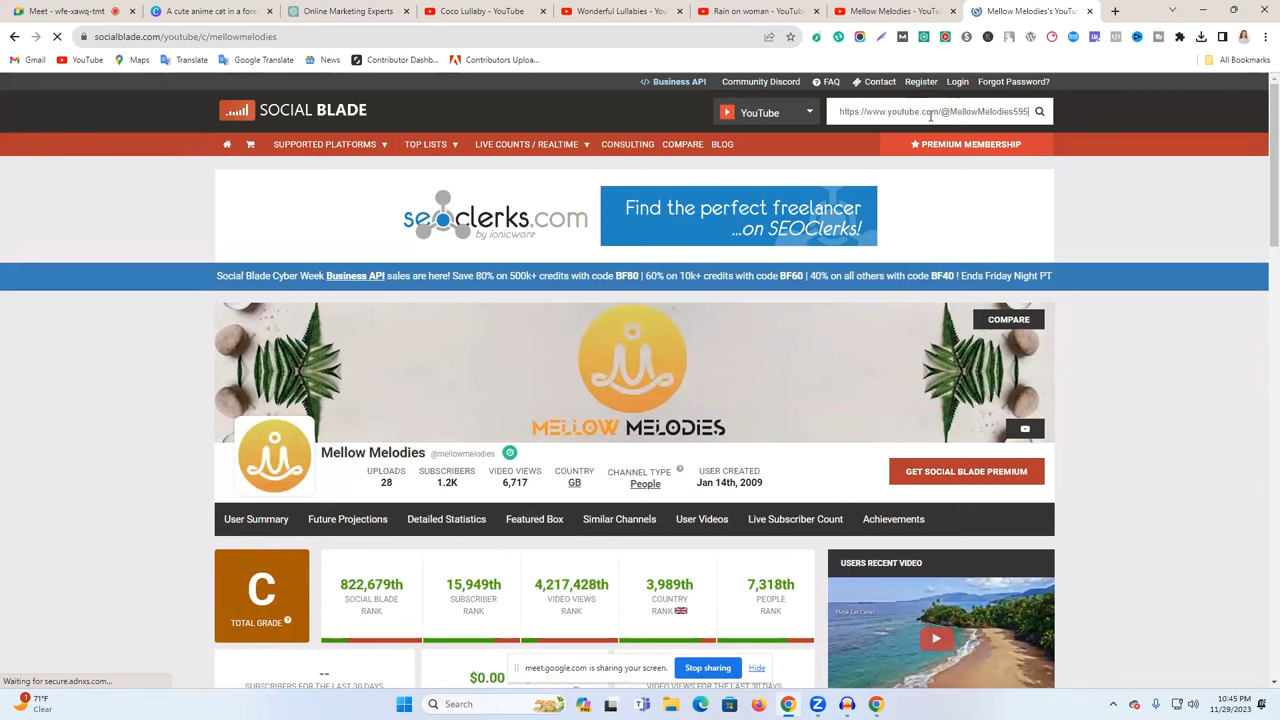 Meet – wfe-xawq-tmt
A cute anime cat in a fore
Online Marketing Experts
Coco Lullaby - YouTube
Wonderful Lullabies - You
Rain on woman - YouTube
Mellow Melodies - YouTu
Mellow Melodies's YouTu
socialblade.com/youtube/c/mellowmelodies
Gmail
YouTube
Maps
Translate
Google Translate
News
Contributor Dashb...
Contributor Uploa...
All Bookmarks
</> Business API
Community Discord
FAQ
Contact
Register
Login
Forgot Password?
SOCIAL BLADE
YouTube
https://www.youtube.com/@MellowMelodies595
SUPPORTED PLATFORMS
TOP LISTS
LIVE COUNTS / REALTIME
CONSULTING
COMPARE
BLOG
PREMIUM MEMBERSHIP
seoclerks.com
by ionicware
Find the perfect freelancer
...on SEOClerks!
Social Blade Cyber Week Business API sales are here! Save 80% on 500k+ credits with code BF80 | 60% on 10k+ credits with code BF60 | 40% on all others with code BF40 ! Ends Friday Night PT
COMPARE
MELLOW MELODIES
Mellow Melodies @mellowmelodies
UPLOADS
28
SUBSCRIBERS
1.2K
VIDEO VIEWS
6,717
COUNTRY
GB
CHANNEL TYPE
People
USER CREATED
Jan 14th, 2009
GET SOCIAL BLADE PREMIUM
User Summary
Future Projections
Detailed Statistics
Featured Box
Similar Channels
User Videos
Live Subscriber Count
Achievements
C
TOTAL GRADE
822,679th
SOCIAL BLADE
RANK
15,949th
SUBSCRIBER
RANK
4,217,428th
VIDEO VIEWS
RANK
3,989th
COUNTRY
RANK
7,318th
PEOPLE
RANK
USERS RECENT VIDEO
--
SUBSCRIBERS FOR THE LAST 30 DAYS
$0.00
VIDEO VIEWS FOR THE LAST 30 DAYS
meet.google.com is sharing your screen.
Stop sharing
Hide
Waiting for secure.adnxs.com...
1
71°F
Clear
Search
10:45 PM
11/29/2023